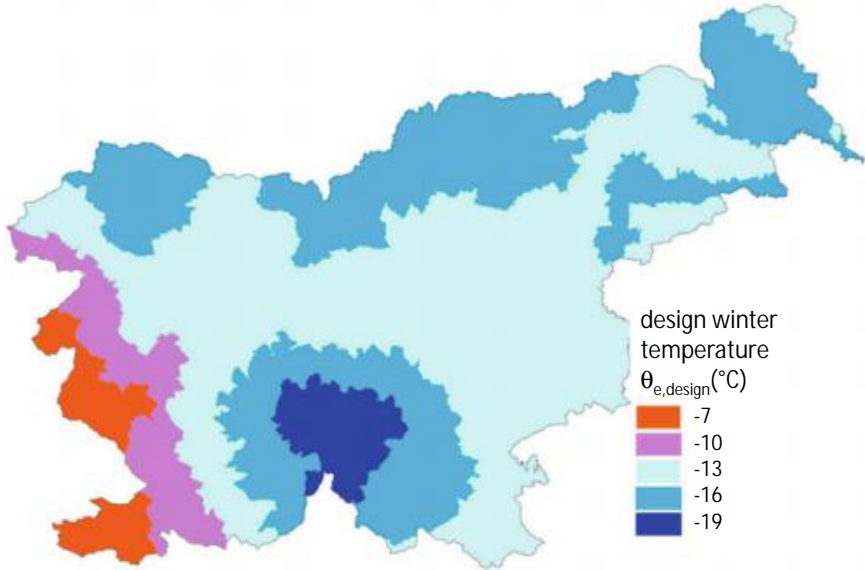 design winter
temperature
θe,design(°C)
-7
-10
-13
-16
-19